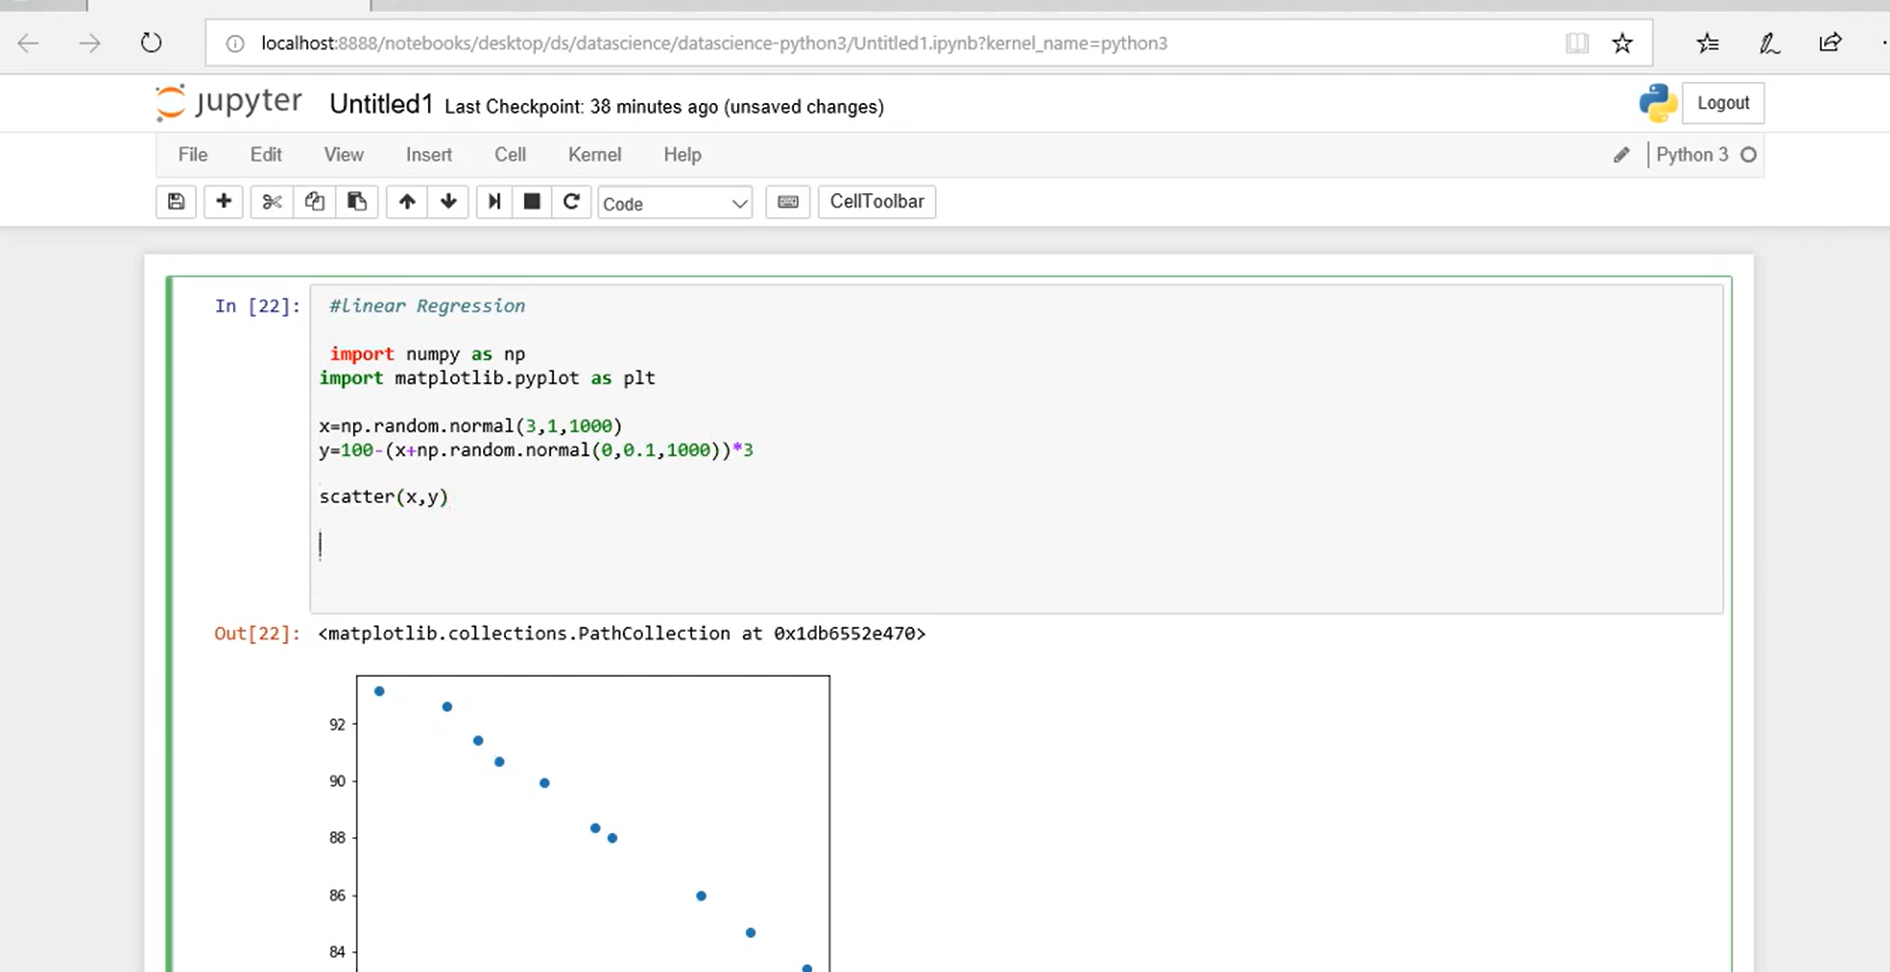 localhost:8888/notebooks/desktop/ds/datascience/datascience-python3/Untitled1.ipynb?kernel_name=python3
jupyter Untitled1 Last Checkpoint: 38 minutes ago (unsaved changes)
Logout
File Edit View Insert Cell Kernel Help
Python 3
Code
CellToolbar
In [22]:
#linear Regression
import numpy as np
import matplotlib.pyplot as plt
x=np.random.normal(3,1,1000)
y=100-(x+np.random.normal(0,0.1,1000))*3
scatter(x,y)
Out[22]: <matplotlib.collections.PathCollection at 0x1db6552e470>
92
90
88
86
84